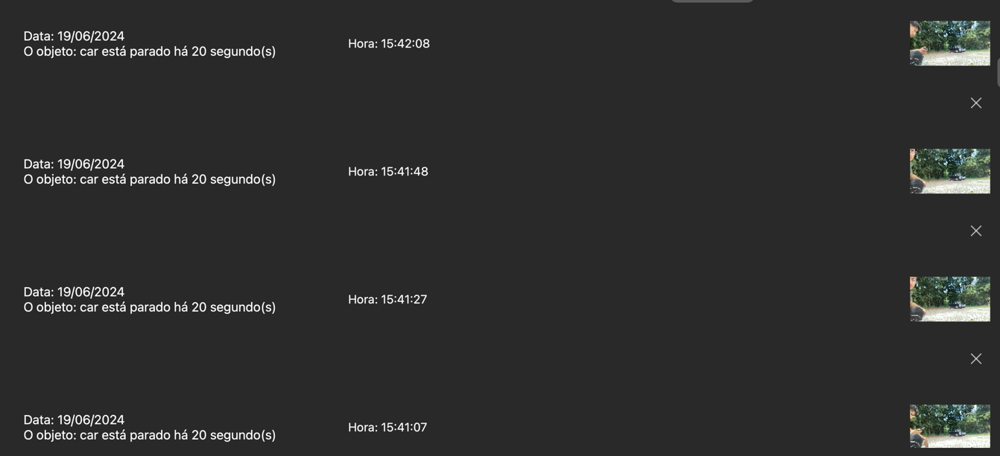 Data: 19/06/2024
O objeto: car está parado há 20 segundo(s)
Hora: 15:42:08
Data: 19/06/2024
O objeto: car está parado há 20 segundo(s)
Hora: 15:41:48
Data: 19/06/2024
O objeto: car está parado há 20 segundo(s)
Hora: 15:41:27
Data: 19/06/2024
O objeto: car está parado há 20 segundo(s)
Hora: 15:41:07